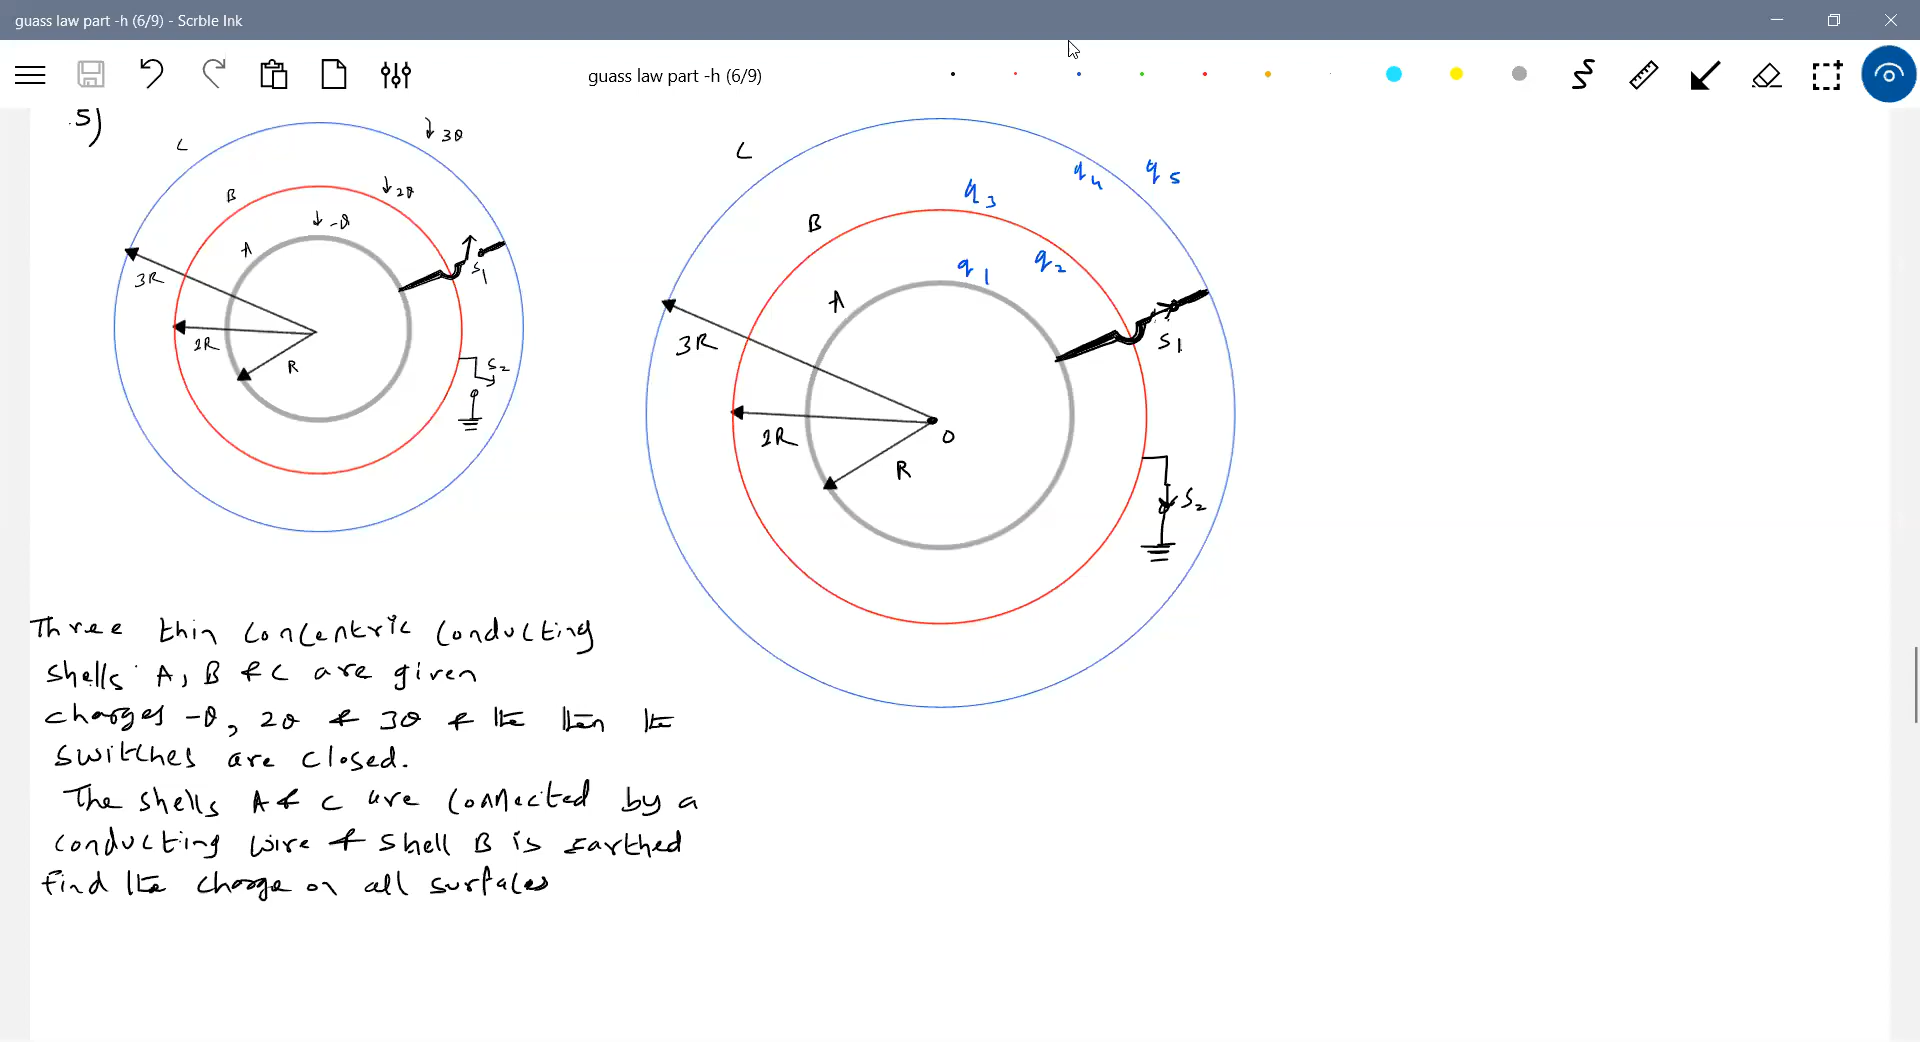 guass law part -h (6/9) - Scrble Ink
guass law part -h (6/9)
5)
C
↓ 3Q
B
↓ 2Q
↓ -Q
A
S1
3R
2R
R
S2
C
q4
q5
q3
B
q2
q1
A
S1
3R
2R
O
R
S2
Three thin concentric conducting
shells A, B & C are given
charges -Q, 2Q & 3Q & the then the
switches are closed.
The shells A & C are connected by a
conducting wire & shell B is Earthed
find the charge on all surfaces